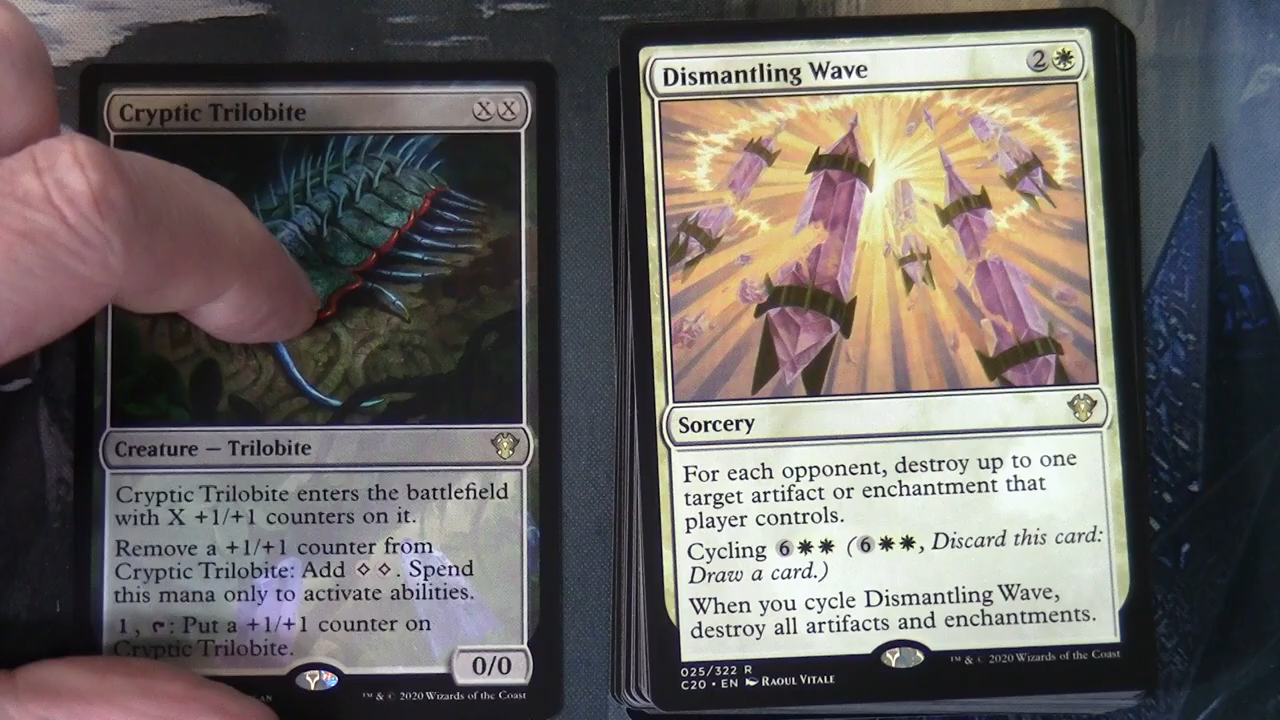 Cryptic Trilobite XX
Creature — Trilobite
Cryptic Trilobite enters the battlefield
with X +1/+1 counters on it.
Remove a +1/+1 counter from
Cryptic Trilobite: Add ◇◇. Spend
this mana only to activate abilities.
1, T: Put a +1/+1 counter on
Cryptic Trilobite.
0/0
™ & © 2020 Wizards of the Coast
Dismantling Wave 2
Sorcery
For each opponent, destroy up to one
target artifact or enchantment that
player controls.
Cycling 6 (6, Discard this card:
Draw a card.)
When you cycle Dismantling Wave,
destroy all artifacts and enchantments.
025/322 R
C20 • EN Raoul Vitale
™ & © 2020 Wizards of the Coast